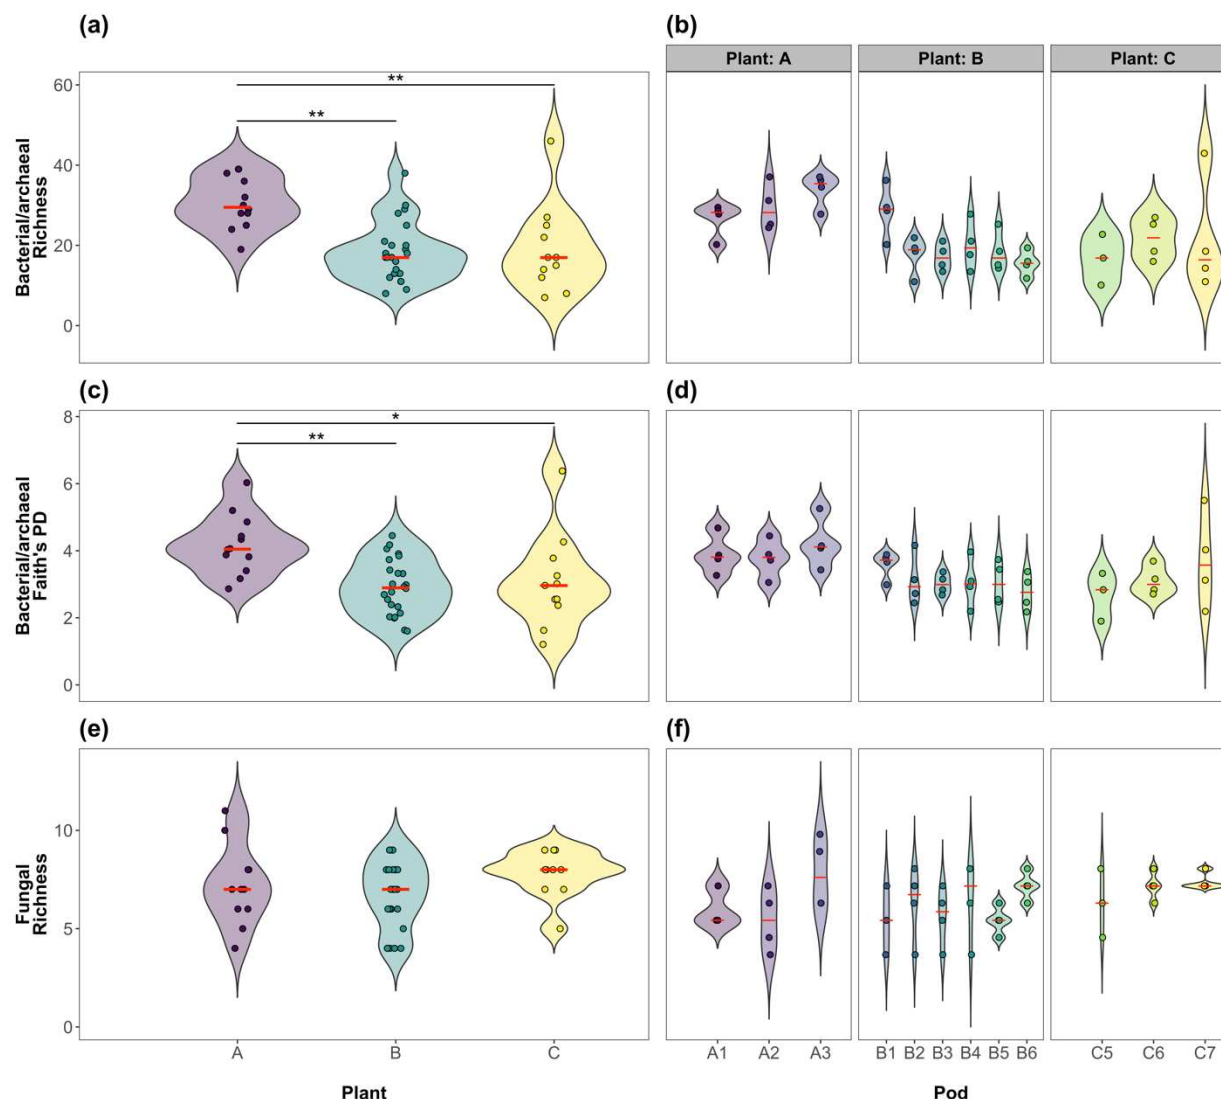 (a)
(b)
Plant: A
Plant: B
Plant: C
Bacterial/archaeal
Richness
60
40
20
0
**
**
(c)
(d)
Bacterial/archaeal
Faith's PD
8
6
4
2
0
*
**
(e)
(f)
Fungal
Richness
10
5
0
A
B
C
A1
A2
A3
B1
B2
B3
B4
B5
B6
C5
C6
C7
Plant
Pod